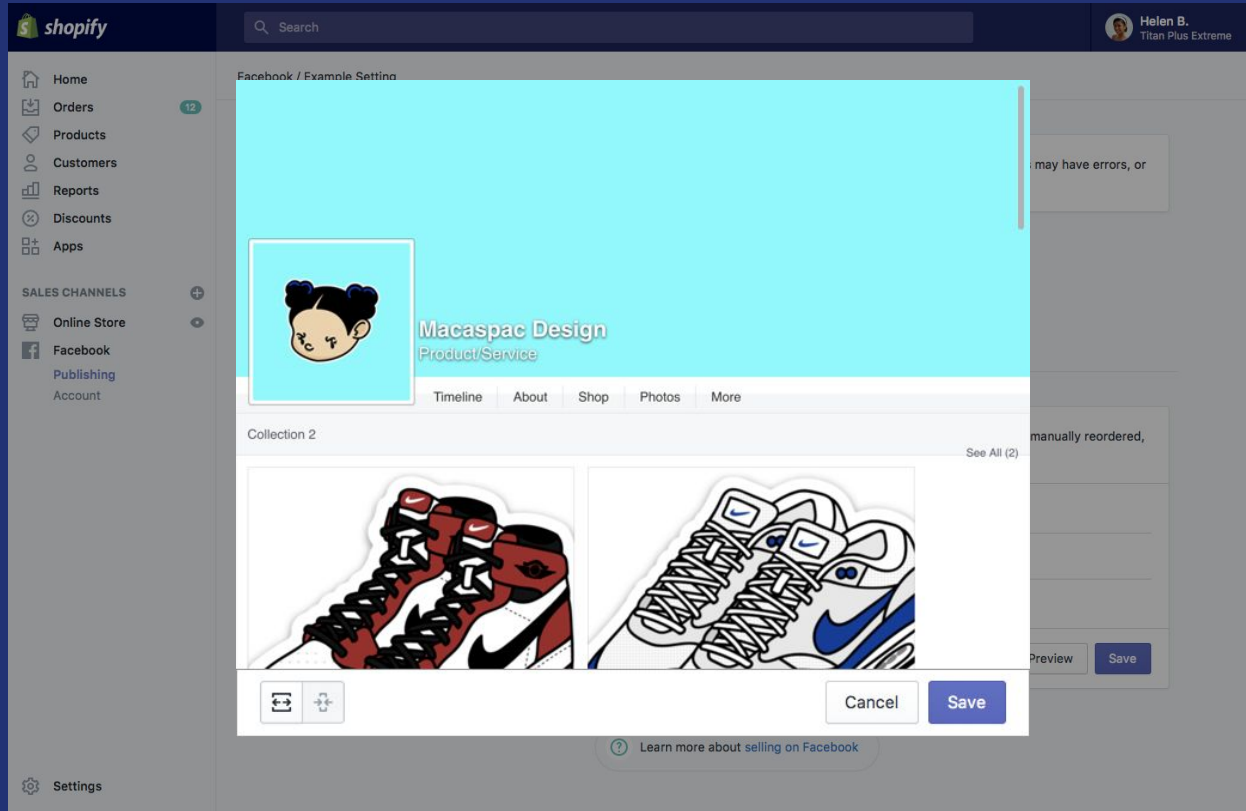 shopify
Search
Helen B.
Titan Plus Extreme
Home
Orders 12
Products
Customers
Reports
Discounts
Apps
SALES CHANNELS
Online Store
Facebook
Publishing
Account
Settings
Facebook / Example Setting
may have errors, or
Macaspac Design
Product/Service
Timeline About Shop Photos More
Collection 2
See All (2)
manually reordered,
Preview Save
Cancel Save
? Learn more about selling on Facebook